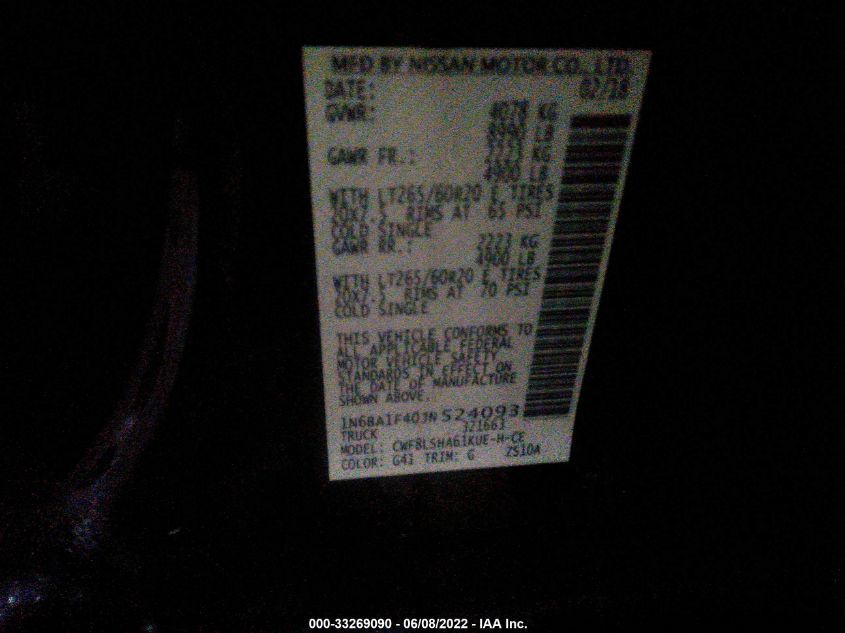 MFD BY NISSAN MOTOR CO., LTD.
DATE: 02/18
GVWR: 4078 KG
8990 LB
GAWR FR.: 2223 KG
4900 LB
WITH LT265/60R20 E TIRES
20X7.5 RIMS AT 65 PSI
COLD SINGLE
GAWR RR.: 2223 KG
4900 LB
WITH LT265/60R20 E TIRES
20X7.5 RIMS AT 70 PSI
COLD SINGLE
THIS VEHICLE CONFORMS TO
ALL APPLICABLE FEDERAL
MOTOR VEHICLE SAFETY
STANDARDS IN EFFECT ON
THE DATE OF MANUFACTURE
SHOWN ABOVE.
1N6BA1F40JN524093
TRUCK 321663
MODEL: CWF8LSHA61KUE-H-CE
COLOR: G41 TRIM: G ZS10A
000-33269090 - 06/08/2022 - IAA Inc.